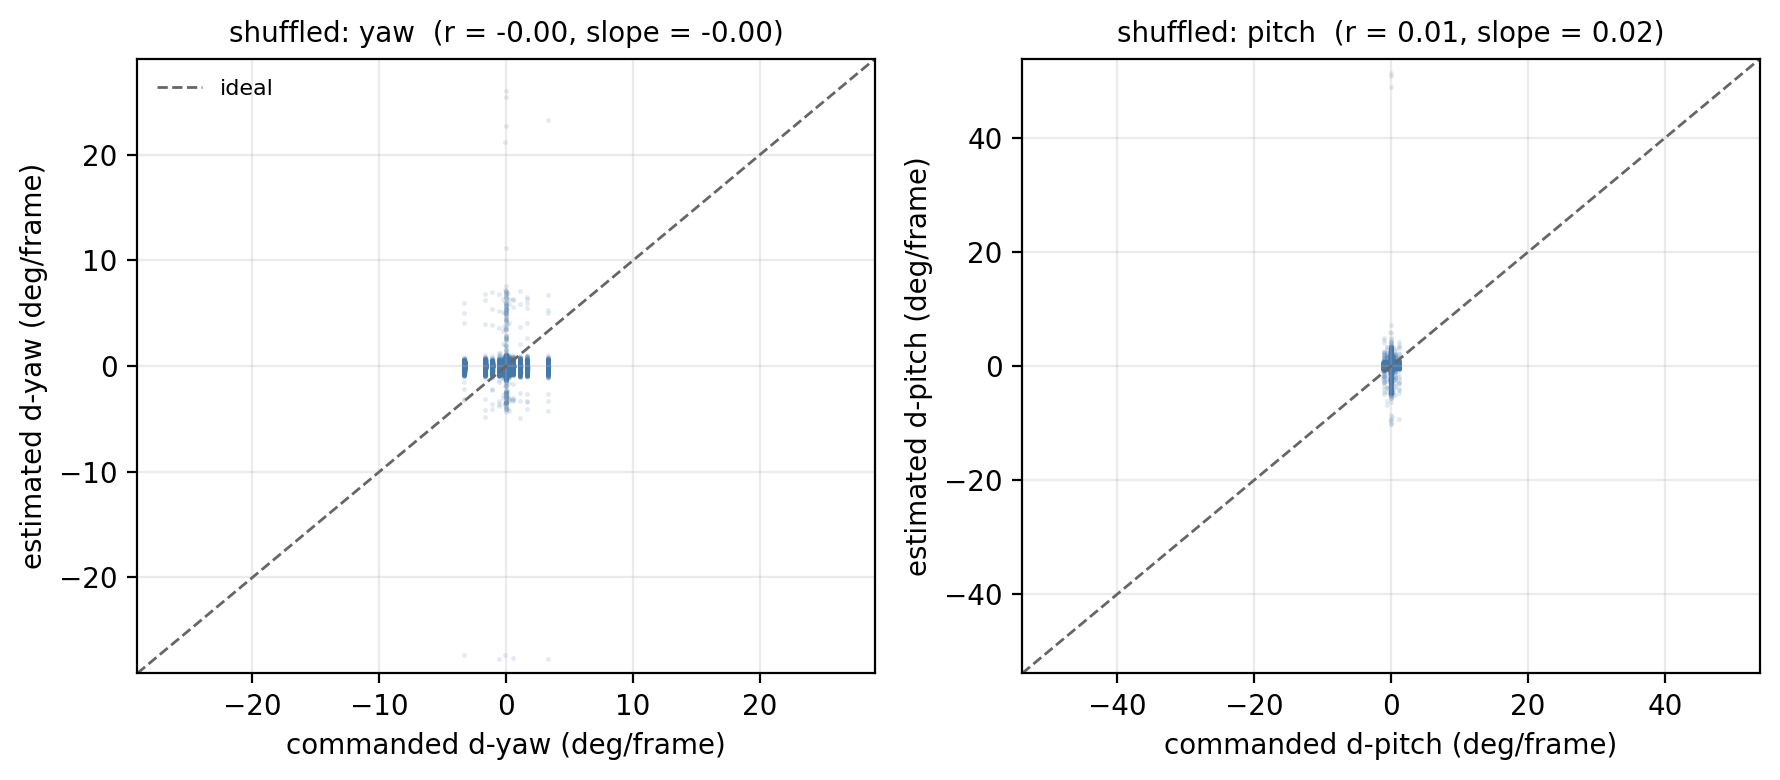 shuffled: yaw  (r = -0.00, slope = -0.00)
ideal
20
10
0
−10
−20
estimated d-yaw (deg/frame)
−20 −10 0 10 20
commanded d-yaw (deg/frame)
shuffled: pitch  (r = 0.01, slope = 0.02)
40
20
0
−20
−40
estimated d-pitch (deg/frame)
−40 −20 0 20 40
commanded d-pitch (deg/frame)